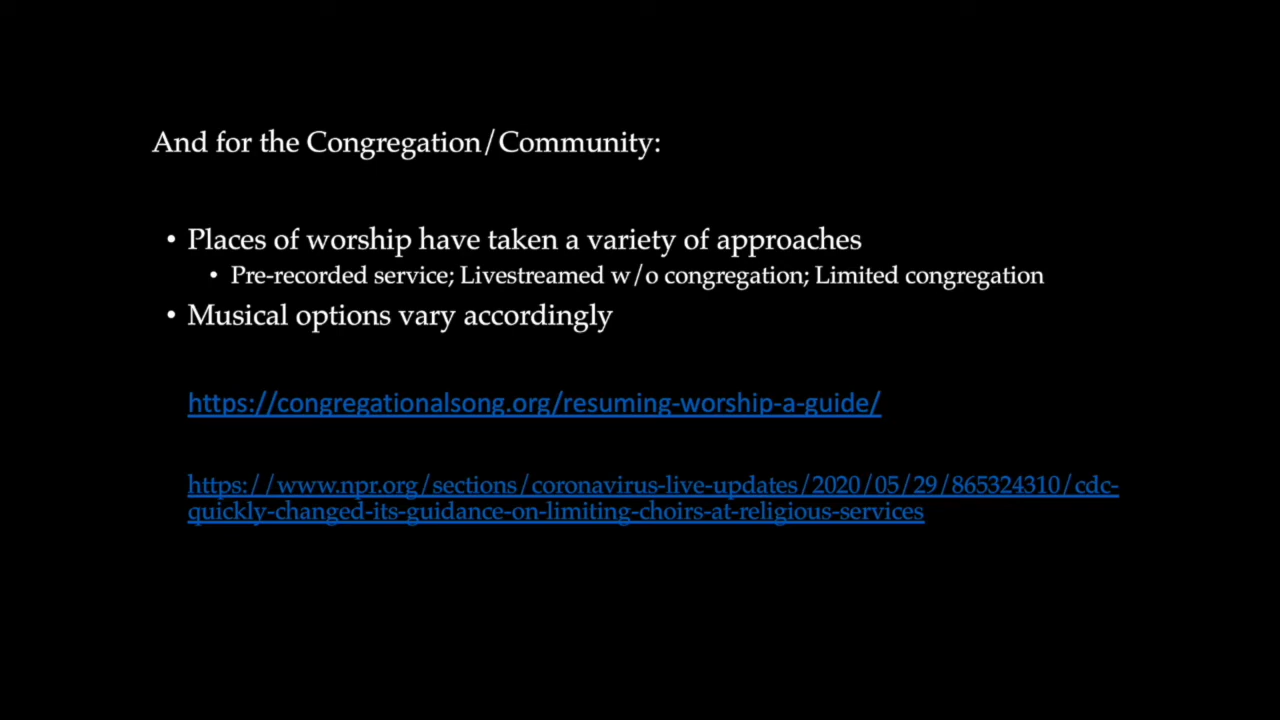 And for the Congregation/Community:
• Places of worship have taken a variety of approaches
• Pre-recorded service; Livestreamed w/o congregation; Limited congregation
• Musical options vary accordingly
https://congregationalsong.org/resuming-worship-a-guide/
https://www.npr.org/sections/coronavirus-live-updates/2020/05/29/865324310/cdc-
quickly-changed-its-guidance-on-limiting-choirs-at-religious-services